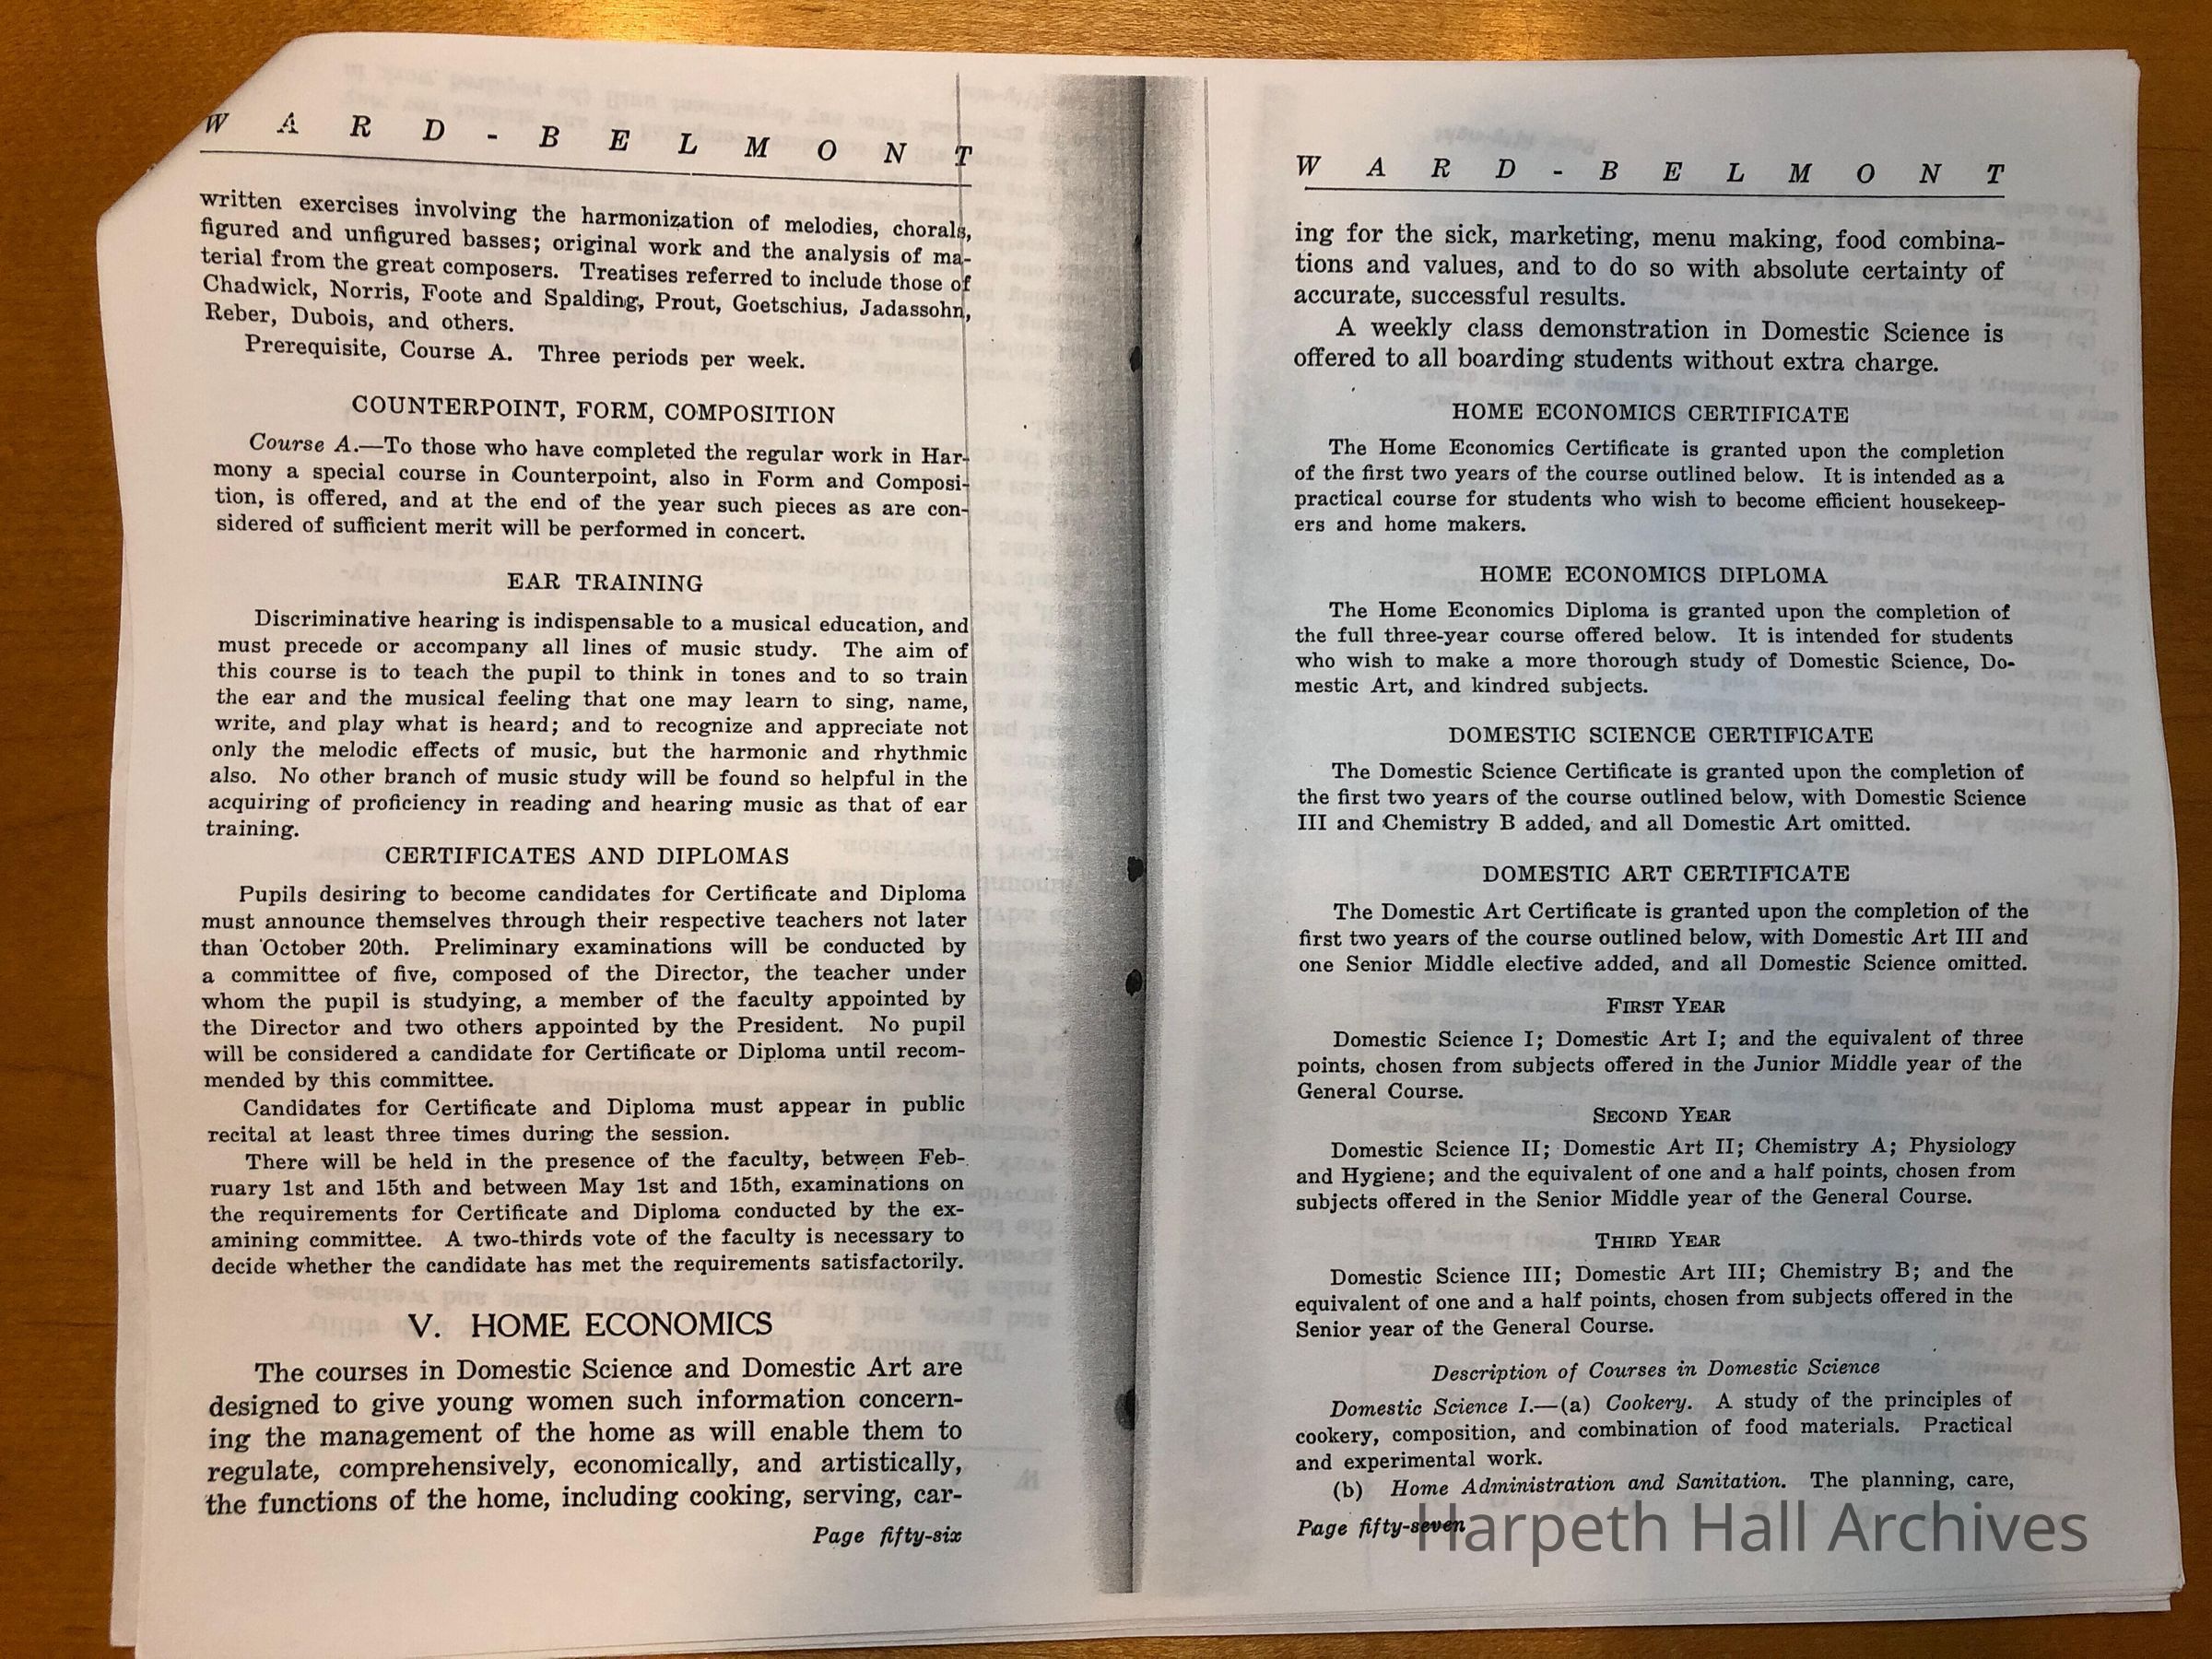 W A R D - B E L M O N T
written exercises involving the harmonization of melodies, chorals,
figured and unfigured basses; original work and the analysis of ma-
terial from the great composers. Treatises referred to include those of
Chadwick, Norris, Foote and Spalding, Prout, Goetschius, Jadassohn,
Reber, Dubois, and others.
Prerequisite, Course A. Three periods per week.
COUNTERPOINT, FORM, COMPOSITION
Course A.—To those who have completed the regular work in Har-
mony a special course in Counterpoint, also in Form and Composi-
tion, is offered, and at the end of the year such pieces as are con-
sidered of sufficient merit will be performed in concert.
EAR TRAINING
Discriminative hearing is indispensable to a musical education, and
must precede or accompany all lines of music study. The aim of
this course is to teach the pupil to think in tones and to so train
the ear and the musical feeling that one may learn to sing, name,
write, and play what is heard; and to recognize and appreciate not
only the melodic effects of music, but the harmonic and rhythmic
also. No other branch of music study will be found so helpful in the
acquiring of proficiency in reading and hearing music as that of ear
training.
CERTIFICATES AND DIPLOMAS
Pupils desiring to become candidates for Certificate and Diploma
must announce themselves through their respective teachers not later
than October 20th. Preliminary examinations will be conducted by
a committee of five, composed of the Director, the teacher under
whom the pupil is studying, a member of the faculty appointed by
the Director and two others appointed by the President. No pupil
will be considered a candidate for Certificate or Diploma until recom-
mended by this committee.
Candidates for Certificate and Diploma must appear in public
recital at least three times during the session.
There will be held in the presence of the faculty, between Feb-
ruary 1st and 15th and between May 1st and 15th, examinations on
the requirements for Certificate and Diploma conducted by the ex-
amining committee. A two-thirds vote of the faculty is necessary to
decide whether the candidate has met the requirements satisfactorily.
V. HOME ECONOMICS
The courses in Domestic Science and Domestic Art are
designed to give young women such information concern-
ing the management of the home as will enable them to
regulate, comprehensively, economically, and artistically,
the functions of the home, including cooking, serving, car-
Page fifty-six
W A R D - B E L M O N T
ing for the sick, marketing, menu making, food combina-
tions and values, and to do so with absolute certainty of
accurate, successful results.
A weekly class demonstration in Domestic Science is
offered to all boarding students without extra charge.
HOME ECONOMICS CERTIFICATE
The Home Economics Certificate is granted upon the completion
of the first two years of the course outlined below. It is intended as a
practical course for students who wish to become efficient housekeep-
ers and home makers.
HOME ECONOMICS DIPLOMA
The Home Economics Diploma is granted upon the completion of
the full three-year course offered below. It is intended for students
who wish to make a more thorough study of Domestic Science, Do-
mestic Art, and kindred subjects.
DOMESTIC SCIENCE CERTIFICATE
The Domestic Science Certificate is granted upon the completion of
the first two years of the course outlined below, with Domestic Science
III and Chemistry B added, and all Domestic Art omitted.
DOMESTIC ART CERTIFICATE
The Domestic Art Certificate is granted upon the completion of the
first two years of the course outlined below, with Domestic Art III and
one Senior Middle elective added, and all Domestic Science omitted.
FIRST YEAR
Domestic Science I; Domestic Art I; and the equivalent of three
points, chosen from subjects offered in the Junior Middle year of the
General Course.
SECOND YEAR
Domestic Science II; Domestic Art II; Chemistry A; Physiology
and Hygiene; and the equivalent of one and a half points, chosen from
subjects offered in the Senior Middle year of the General Course.
THIRD YEAR
Domestic Science III; Domestic Art III; Chemistry B; and the
equivalent of one and a half points, chosen from subjects offered in the
Senior year of the General Course.
Description of Courses in Domestic Science
Domestic Science I.—(a) Cookery. A study of the principles of
cookery, composition, and combination of food materials. Practical
and experimental work.
(b) Home Administration and Sanitation. The planning, care,
Page fifty-seven
Harpeth Hall Archives